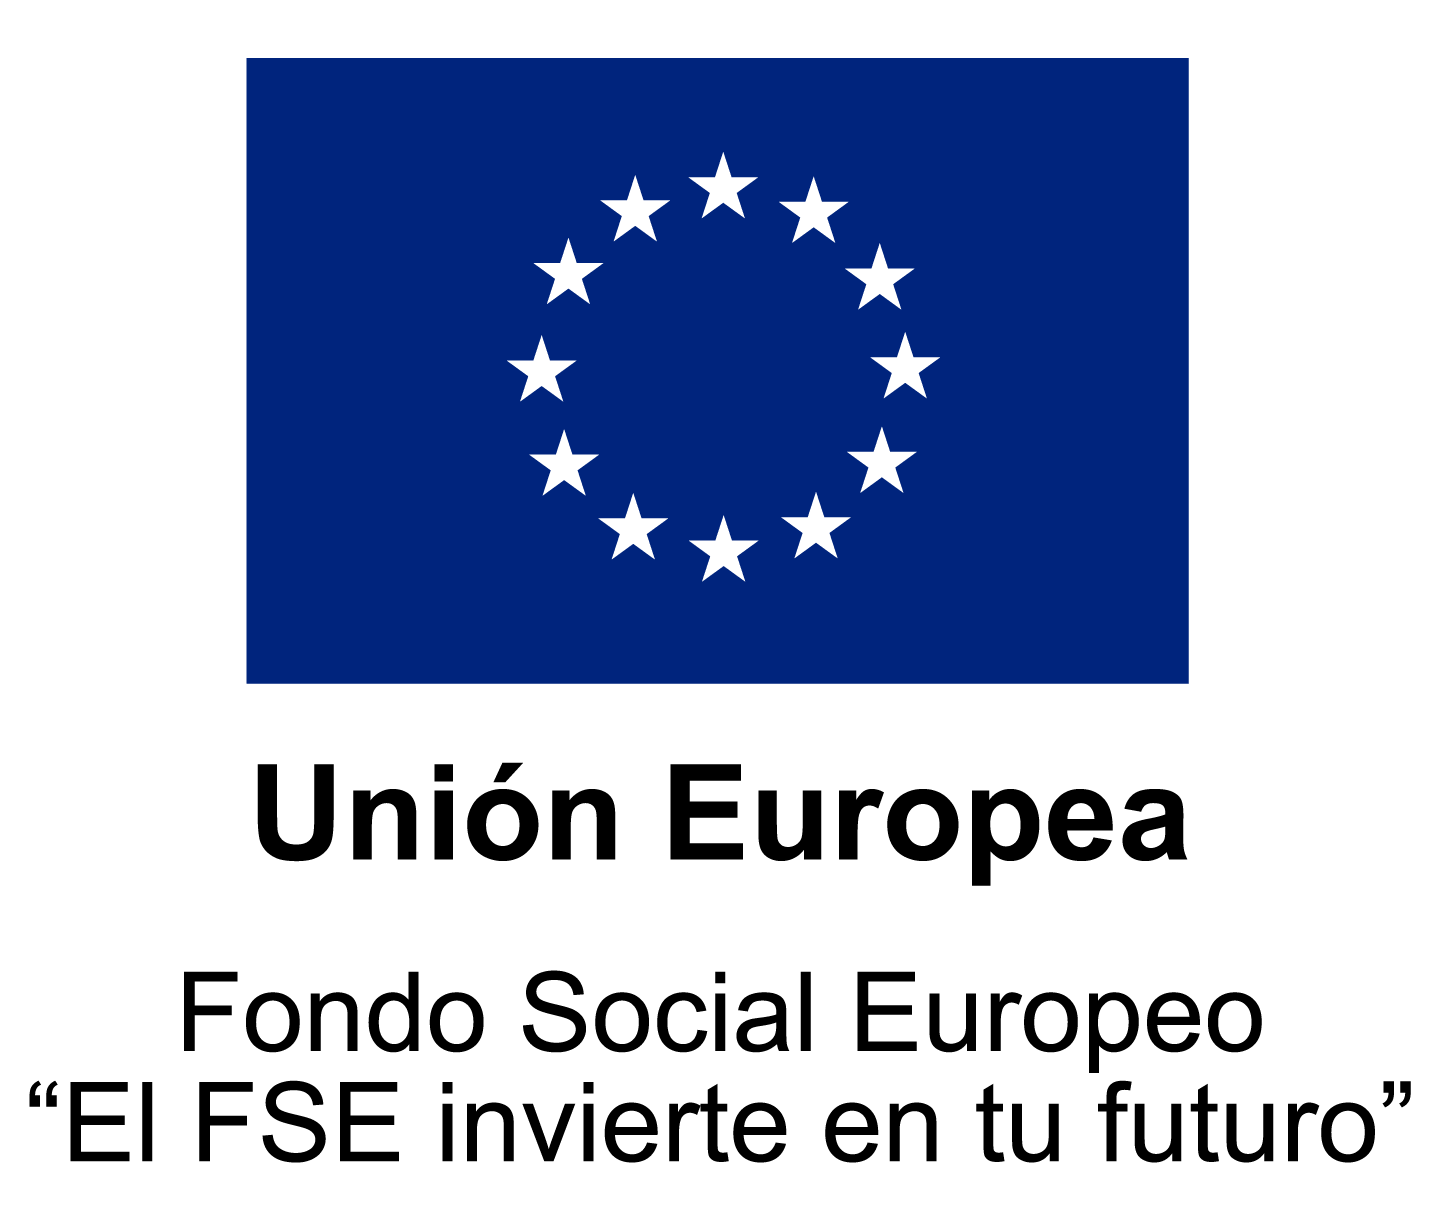 Unión Europea
Fondo Social Europeo
“El FSE invierte en tu futuro”